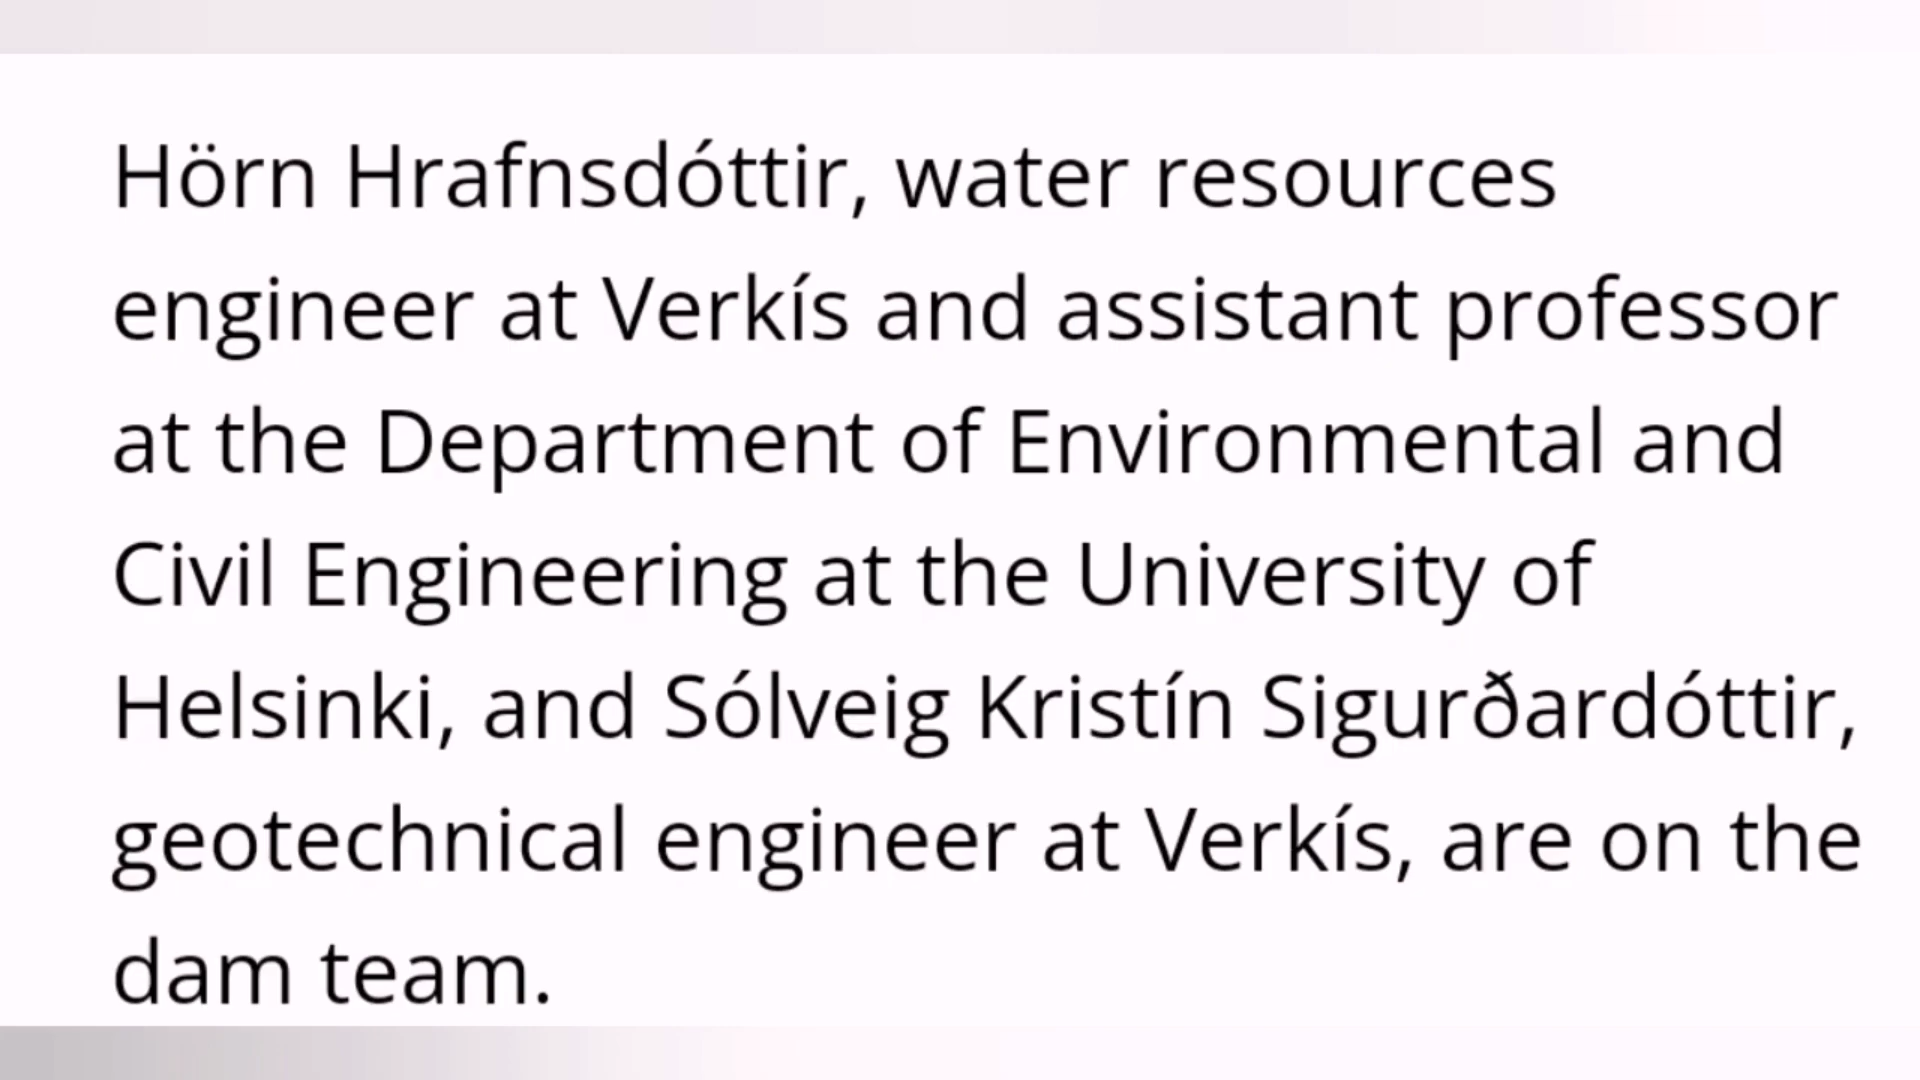 Hörn Hrafnsdóttir, water resources
engineer at Verkís and assistant professor
at the Department of Environmental and
Civil Engineering at the University of
Helsinki, and Sólveig Kristín Sigurðardóttir,
geotechnical engineer at Verkís, are on the
dam team.